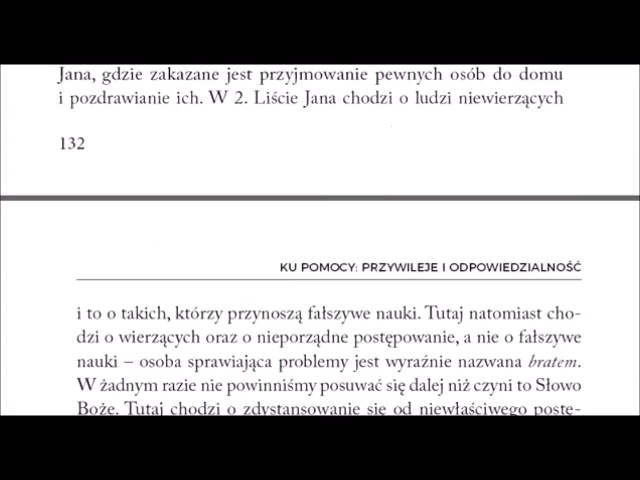 Jana, gdzie zakazane jest przyjmowanie pewnych osób do domu
i pozdrawianie ich. W 2. Liście Jana chodzi o ludzi niewierzących
132
KU POMOCY: PRZYWILEJE I ODPOWIEDZIALNOŚĆ
i to o takich, którzy przynoszą fałszywe nauki. Tutaj natomiast cho-
dzi o wierzących oraz o nieporządne postępowanie, a nie o fałszywe
nauki – osoba sprawiająca problemy jest wyraźnie nazwana bratem.
W żadnym razie nie powinniśmy posuwać się dalej niż czyni to Słowo
Boże. Tutaj chodzi o zdystansowanie się od niewłaściwego postę-